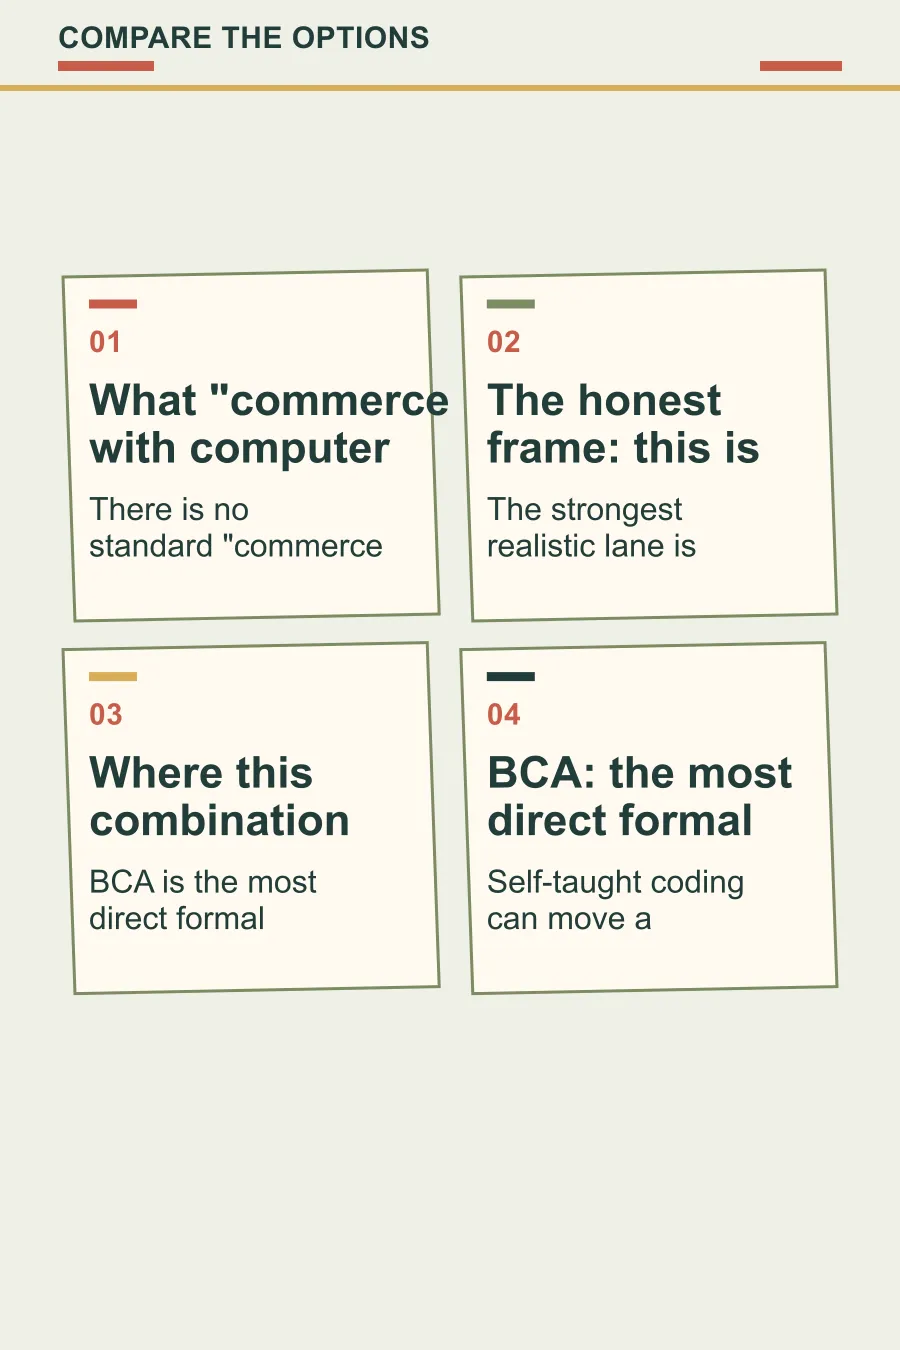 COMPARE THE OPTIONS
01
What "commerce
with computer
There is no
standard "commerce
02
The honest
frame: this is
The strongest
realistic lane is
03
Where this
combination
BCA is the most
direct formal
04
BCA: the most
direct formal
Self-taught coding
can move a